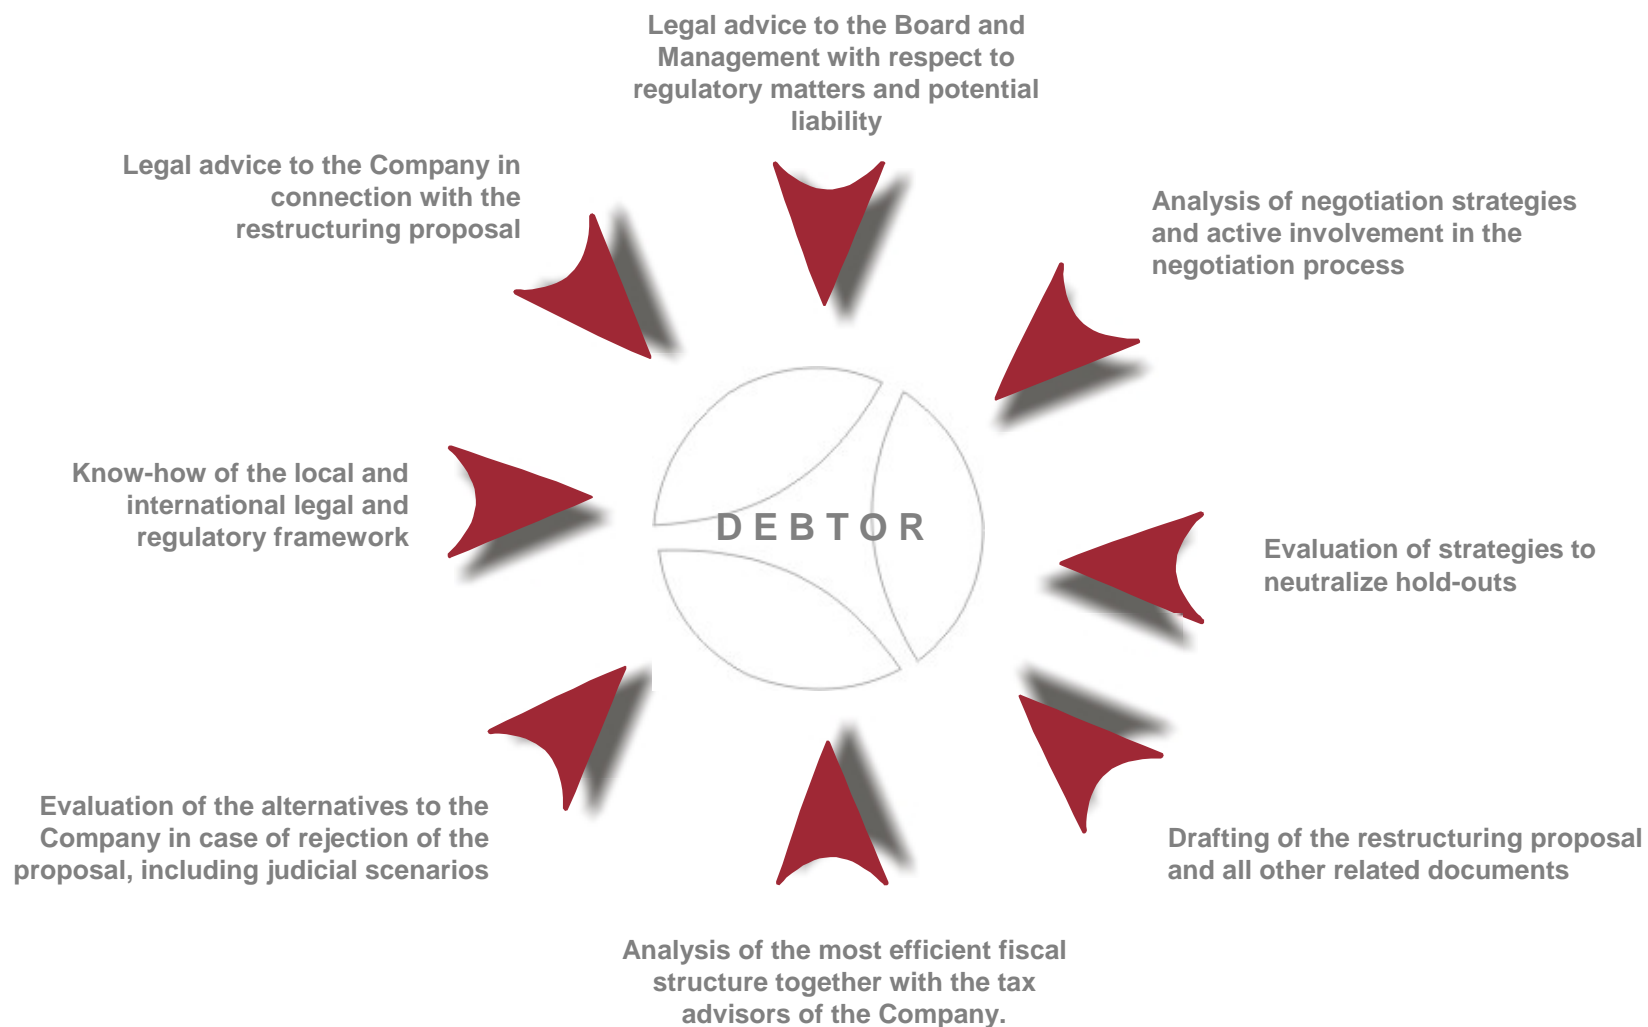 Legal advice to the Board and
Management with respect to
regulatory matters and potential
liability
Legal advice to the Company in
connection with the
restructuring proposal
Analysis of negotiation strategies
and active involvement in the
negotiation process
Know-how of the local and
international legal and
regulatory framework
DEBTOR
Evaluation of strategies to
neutralize hold-outs
Evaluation of the alternatives to the
Company in case of rejection of the
proposal, including judicial scenarios
Drafting of the restructuring proposal
and all other related documents
Analysis of the most efficient fiscal
structure together with the tax
advisors of the Company.